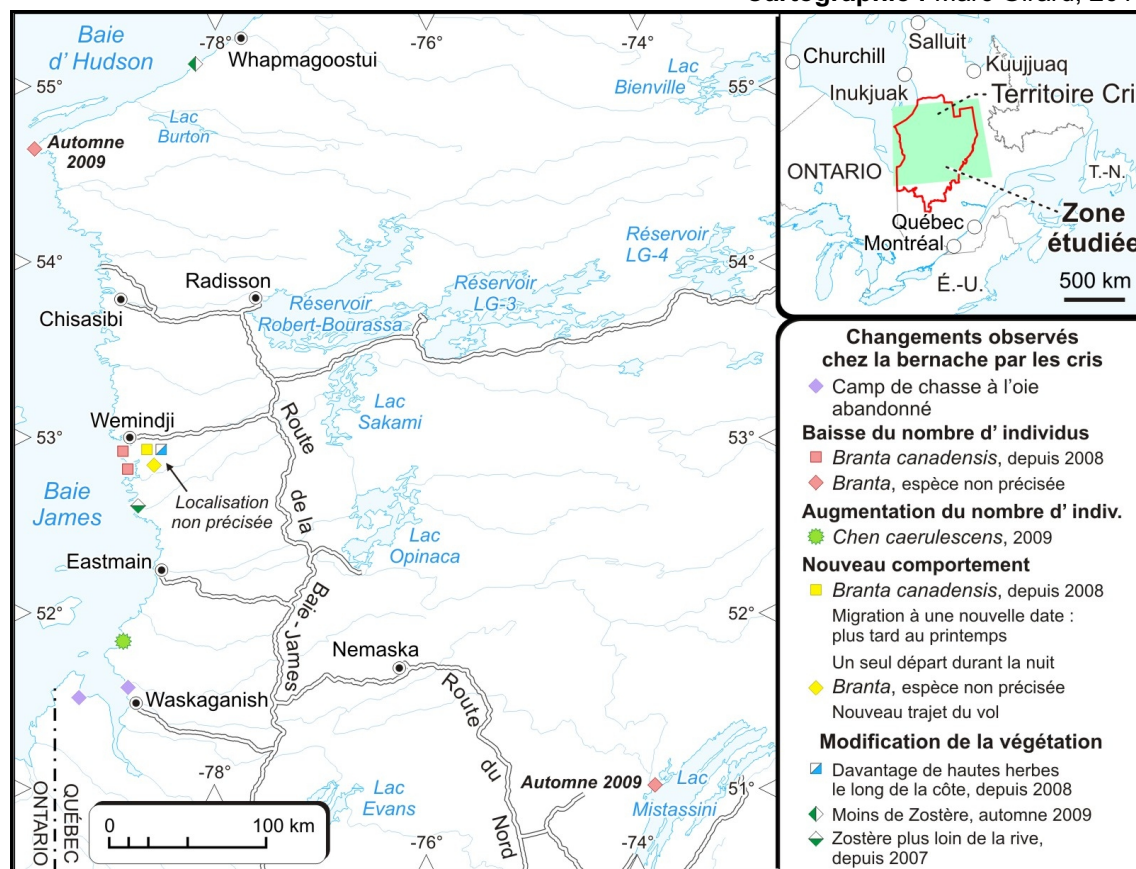 Baie
d' Hudson
-78°
-76°
-74°
Whapmagoostui
Lac
Bienville
55°
55°
Lac
Burton
Automne
2009
54°
54°
Radisson
Réservoir
LG-4
Réservoir
LG-3
Réservoir
Robert-Bourassa
Chisasibi
Wemindji
53°
53°
Lac
Sakami
Route
de la
Baie - James
Localisation
non précisée
Baie
James
Lac
Opinaca
Eastmain
52°
52°
Nemaska
Waskaganish
Route
du
Nord
-78°
Automne 2009
Lac
Mistassini
51°
Lac
Evans
QUÉBEC
ONTARIO
0 100 km
-76°
-74°
Salluit
Churchill
Kuujjuaq
Inukjuak
Territoire Cri
ONTARIO
T.-N.
Québec
Montréal
Zone
étudiée
É.-U.
500 km
Changements observés
chez la bernache par les cris
Camp de chasse à l'oie
abandonné
Baisse du nombre d' individus
Branta canadensis, depuis 2008
Branta, espèce non précisée
Augmentation du nombre d' indiv.
Chen caerulescens, 2009
Nouveau comportement
Branta canadensis, depuis 2008
Migration à une nouvelle date :
plus tard au printemps
Un seul départ durant la nuit
Branta, espèce non précisée
Nouveau trajet du vol
Modification de la végétation
Davantage de hautes herbes
le long de la côte, depuis 2008
Moins de Zostère, automne 2009
Zostère plus loin de la rive,
depuis 2007